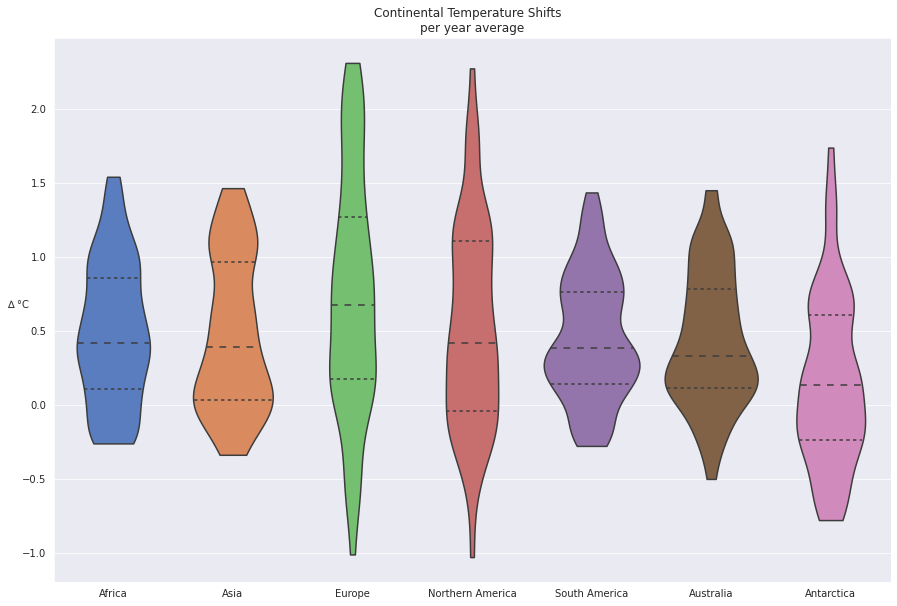 Continental Temperature Shifts
per year average
2.0
1.5
1.0
0.5
0.0
−0.5
−1.0
Δ °C
Africa
Asia
Europe
Northern America
South America
Australia
Antarctica